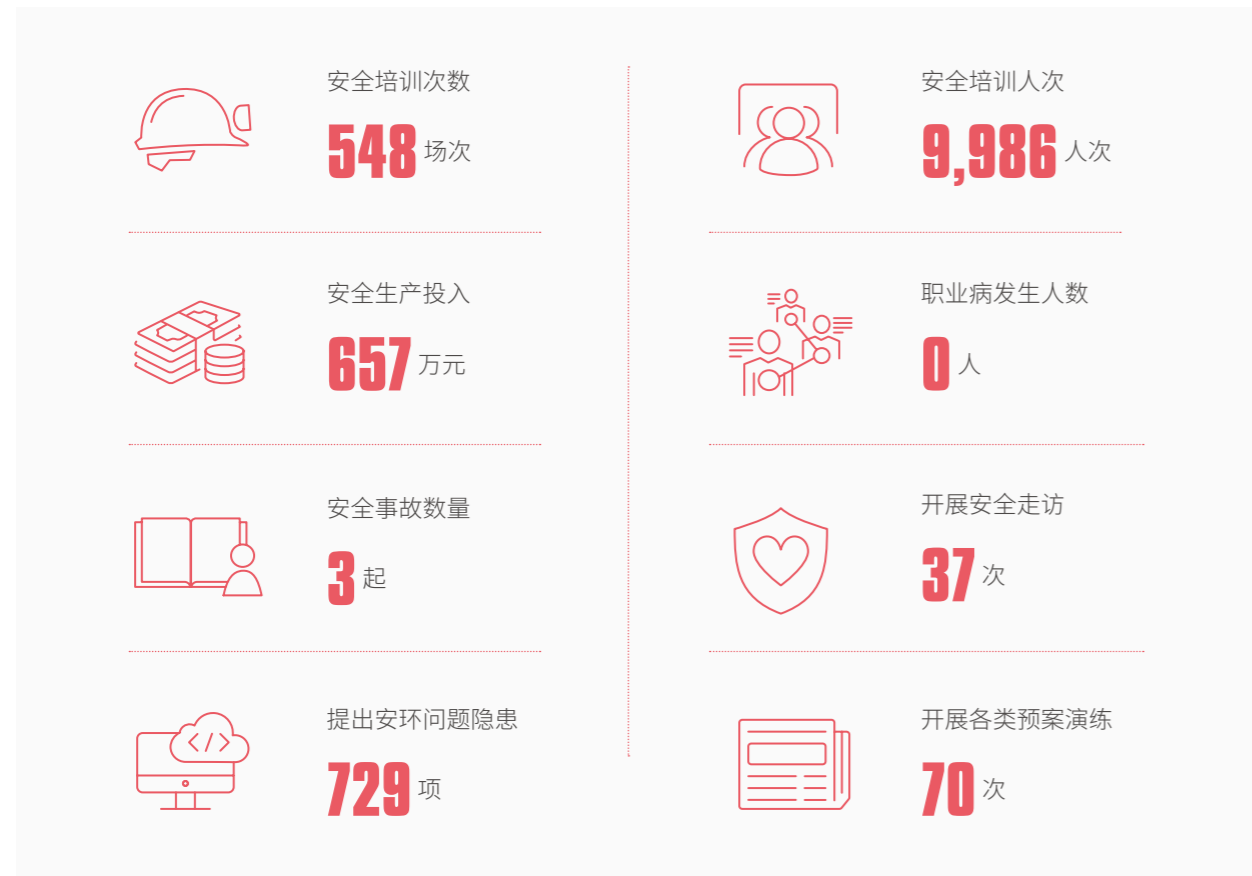 安全培训次数
548 场次
安全培训人次
9,986 人次
安全生产投入
657 万元
职业病发生人数
0 人
安全事故数量
3 起
开展安全走访
37 次
提出安环问题隐患
729 项
开展各类预案演练
70 次